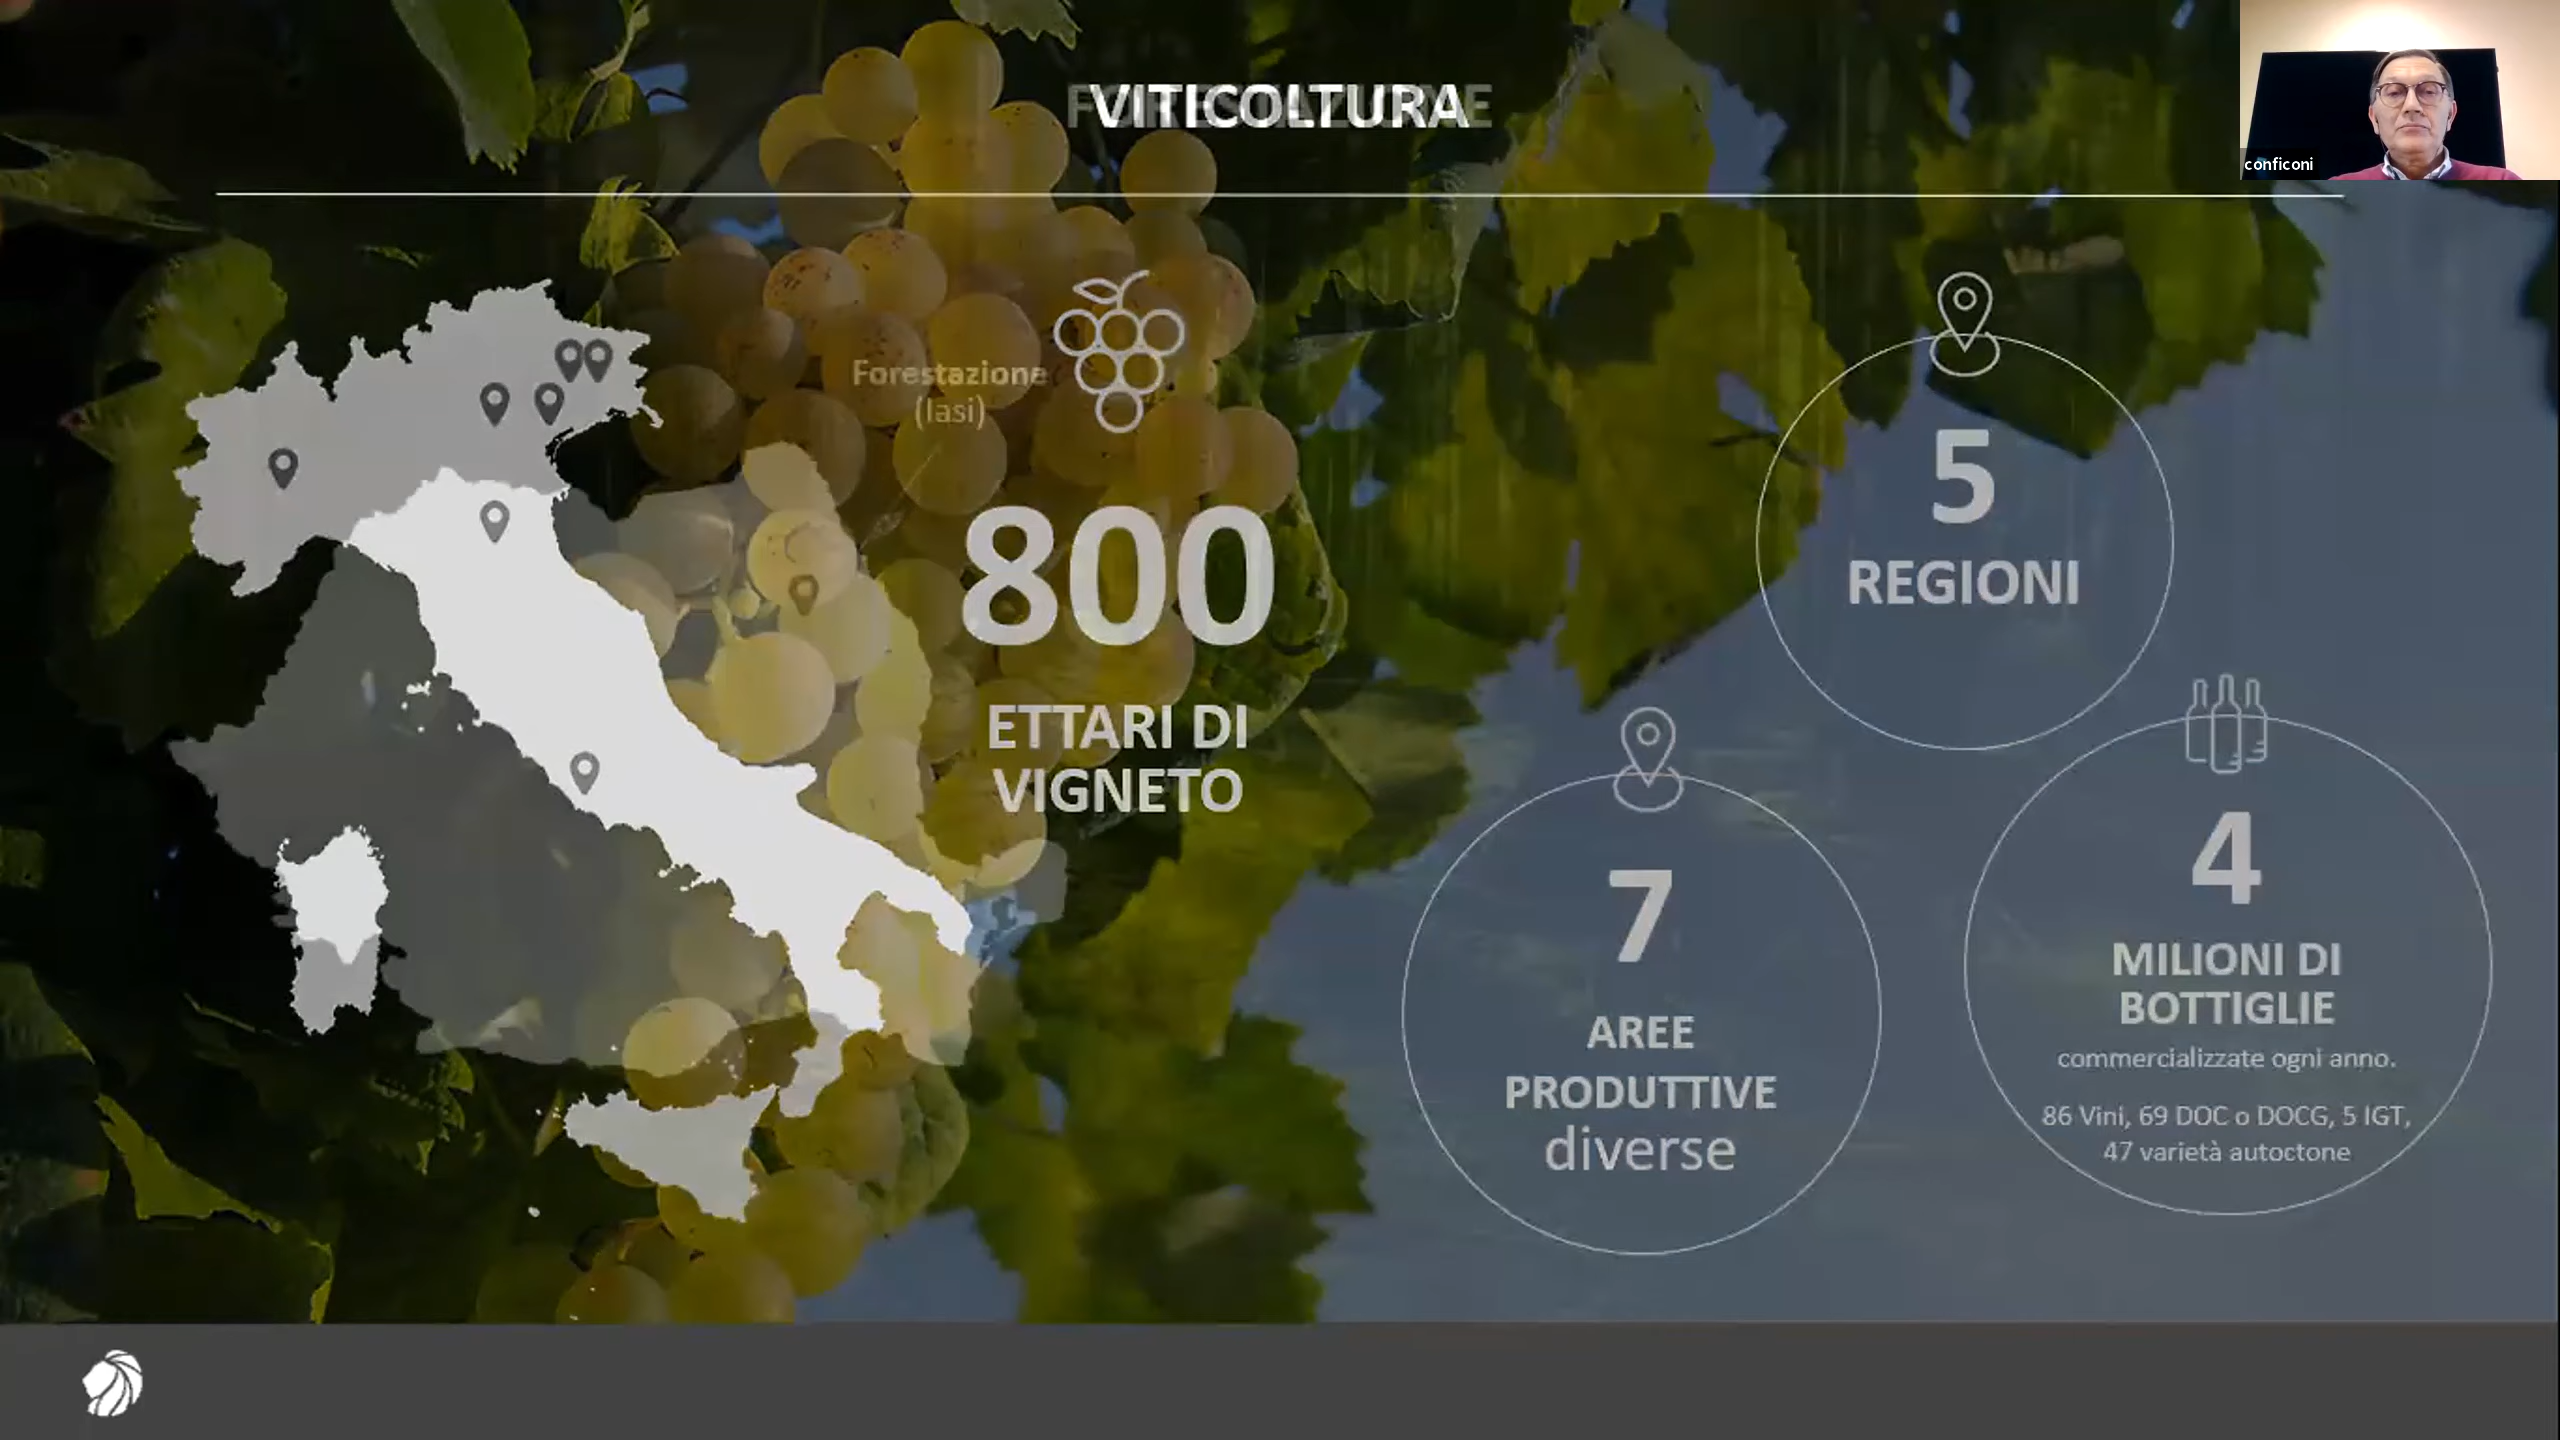 VITICOLTURA
FORESTAZIONE
conficoni
Forestazione
(Iasi)
800
ETTARI DI
VIGNETO
5
REGIONI
7
AREE
PRODUTTIVE
diverse
4
MILIONI DI
BOTTIGLIE
commercializzate ogni anno.
86 Vini, 69 DOC o DOCG, 5 IGT,
47 varietà autoctone